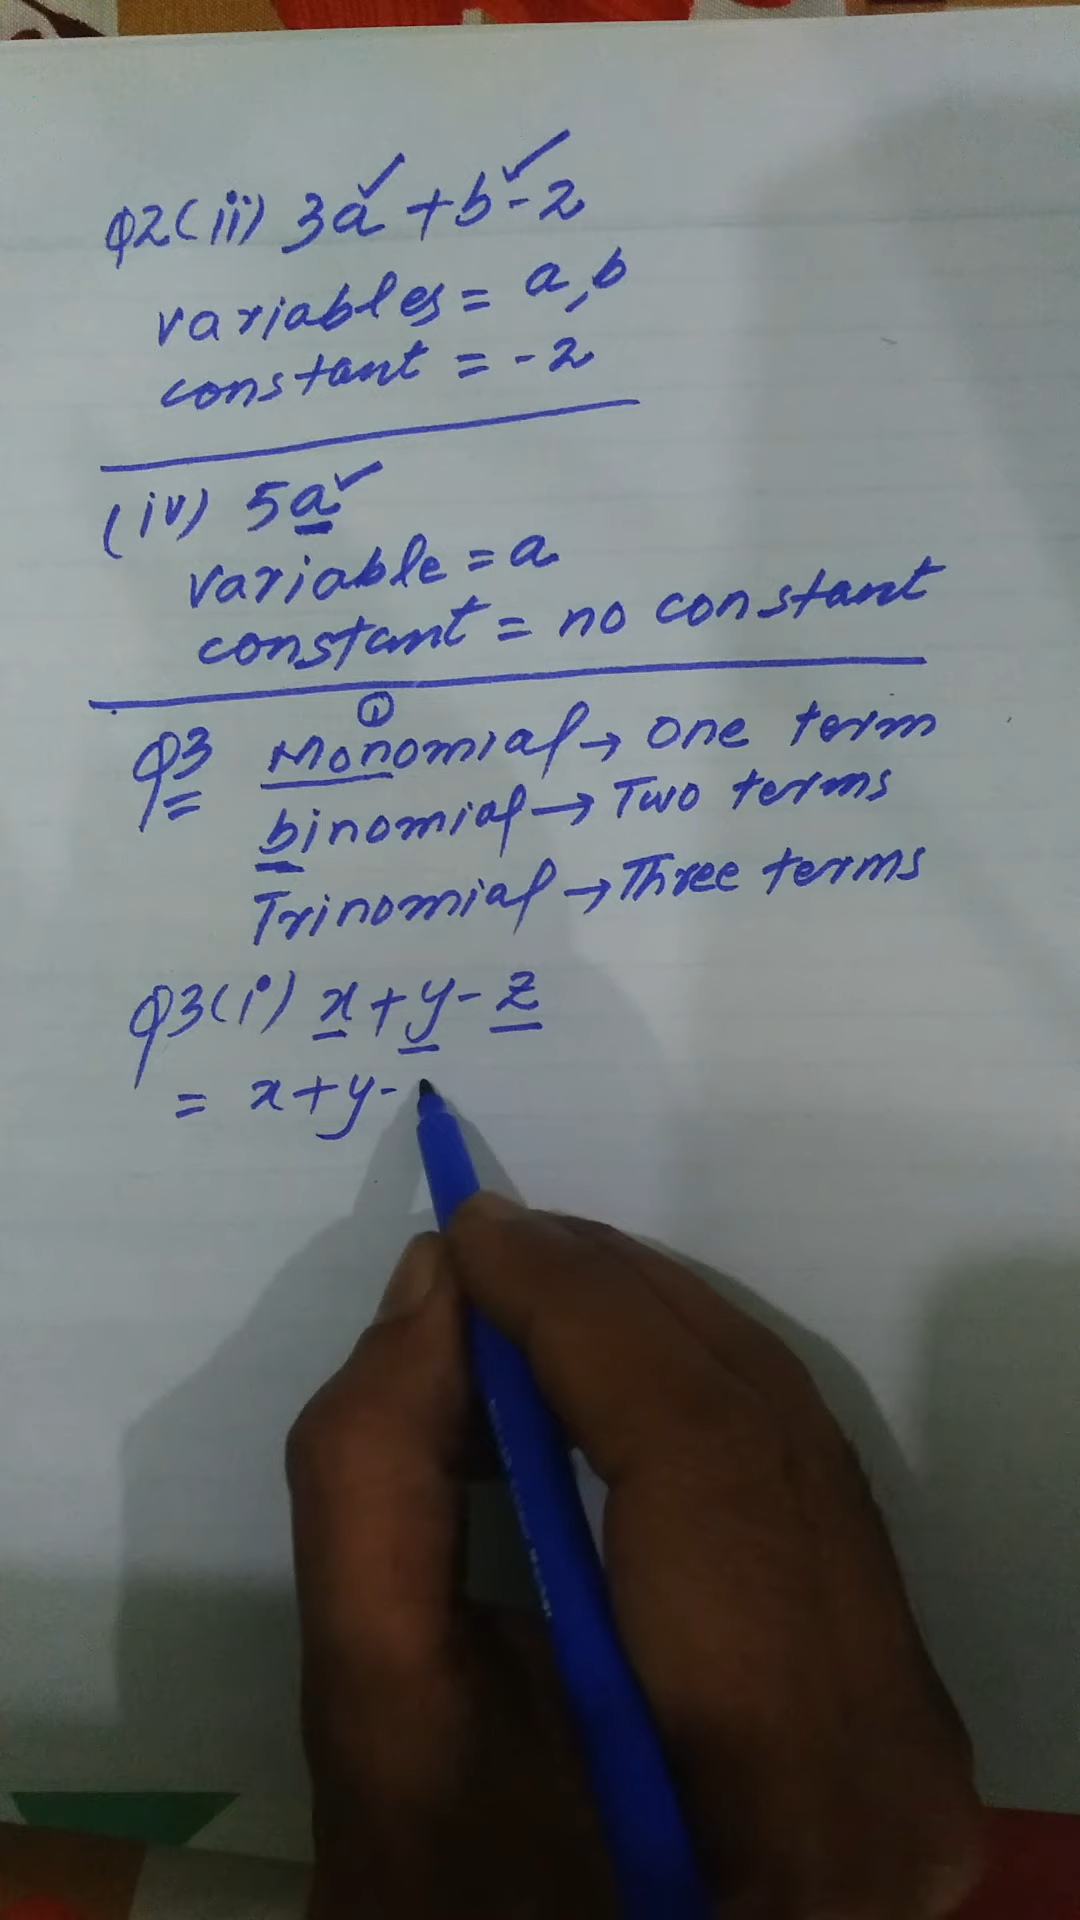 Q2(ii) 3a + b - 2
variables = a, b
constant = -2
(iv) 5a
variable = a
constant = no constant
①
Q3 Monomial → one term
binomial → Two terms
Trinomial → Three terms
Q3(i) x + y - z
= x + y -